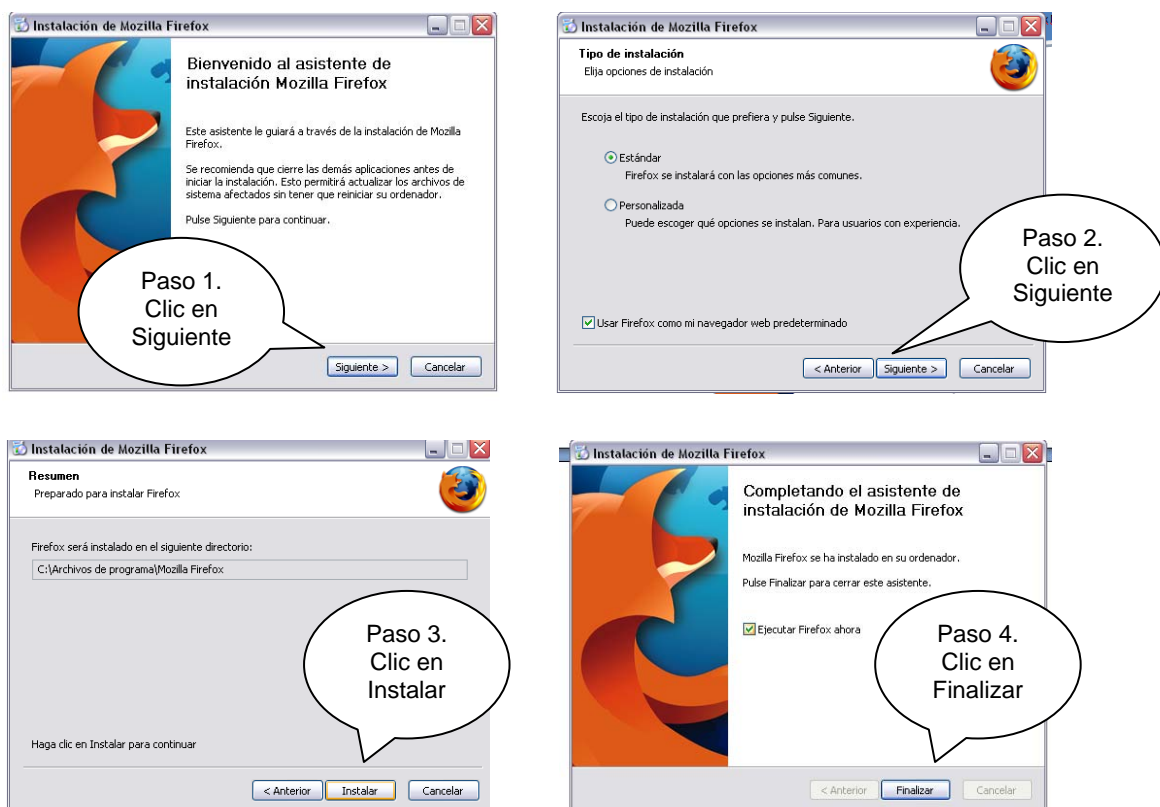 Instalación de Mozilla Firefox
Bienvenido al asistente de
instalación Mozilla Firefox
Este asistente le guiará a través de la instalación de Mozilla
Firefox.
Se recomienda que cierre las demás aplicaciones antes de
iniciar la instalación. Esto permitirá actualizar los archivos de
sistema afectados sin tener que reiniciar su ordenador.
Pulse Siguiente para continuar.
Paso 1.
Clic en
Siguiente
Siguiente >
Cancelar
Instalación de Mozilla Firefox
Tipo de instalación
Elija opciones de instalación
Escoja el tipo de instalación que prefiera y pulse Siguiente.
Estándar
Firefox se instalará con las opciones más comunes.
Personalizada
Puede escoger qué opciones se instalan. Para usuarios con experiencia.
Paso 2.
Clic en
Siguiente
Usar Firefox como mi navegador web predeterminado
< Anterior
Siguiente >
Cancelar
Instalación de Mozilla Firefox
Resumen
Preparado para instalar Firefox
Firefox será instalado en el siguiente directorio:
C:\Archivos de programa\Mozilla Firefox
Paso 3.
Clic en
Instalar
Haga clic en Instalar para continuar
< Anterior
Instalar
Cancelar
Instalación de Mozilla Firefox
Completando el asistente de
instalación de Mozilla Firefox
Mozilla Firefox se ha instalado en su ordenador.
Pulse Finalizar para cerrar este asistente.
Ejecutar Firefox ahora
Paso 4.
Clic en
Finalizar
< Anterior
Finalizar
Cancelar